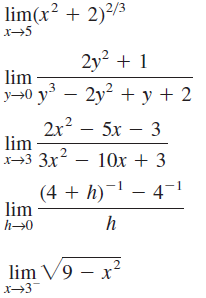 lim(x² + 2)^2/3
x→5
lim (2y² + 1)/(y³ − 2y² + y + 2)
y→0
lim (2x² − 5x − 3)/(3x² − 10x + 3)
x→3
lim ((4 + h)⁻¹ − 4⁻¹)/h
h→0
lim √(9 − x²)
x→3⁻